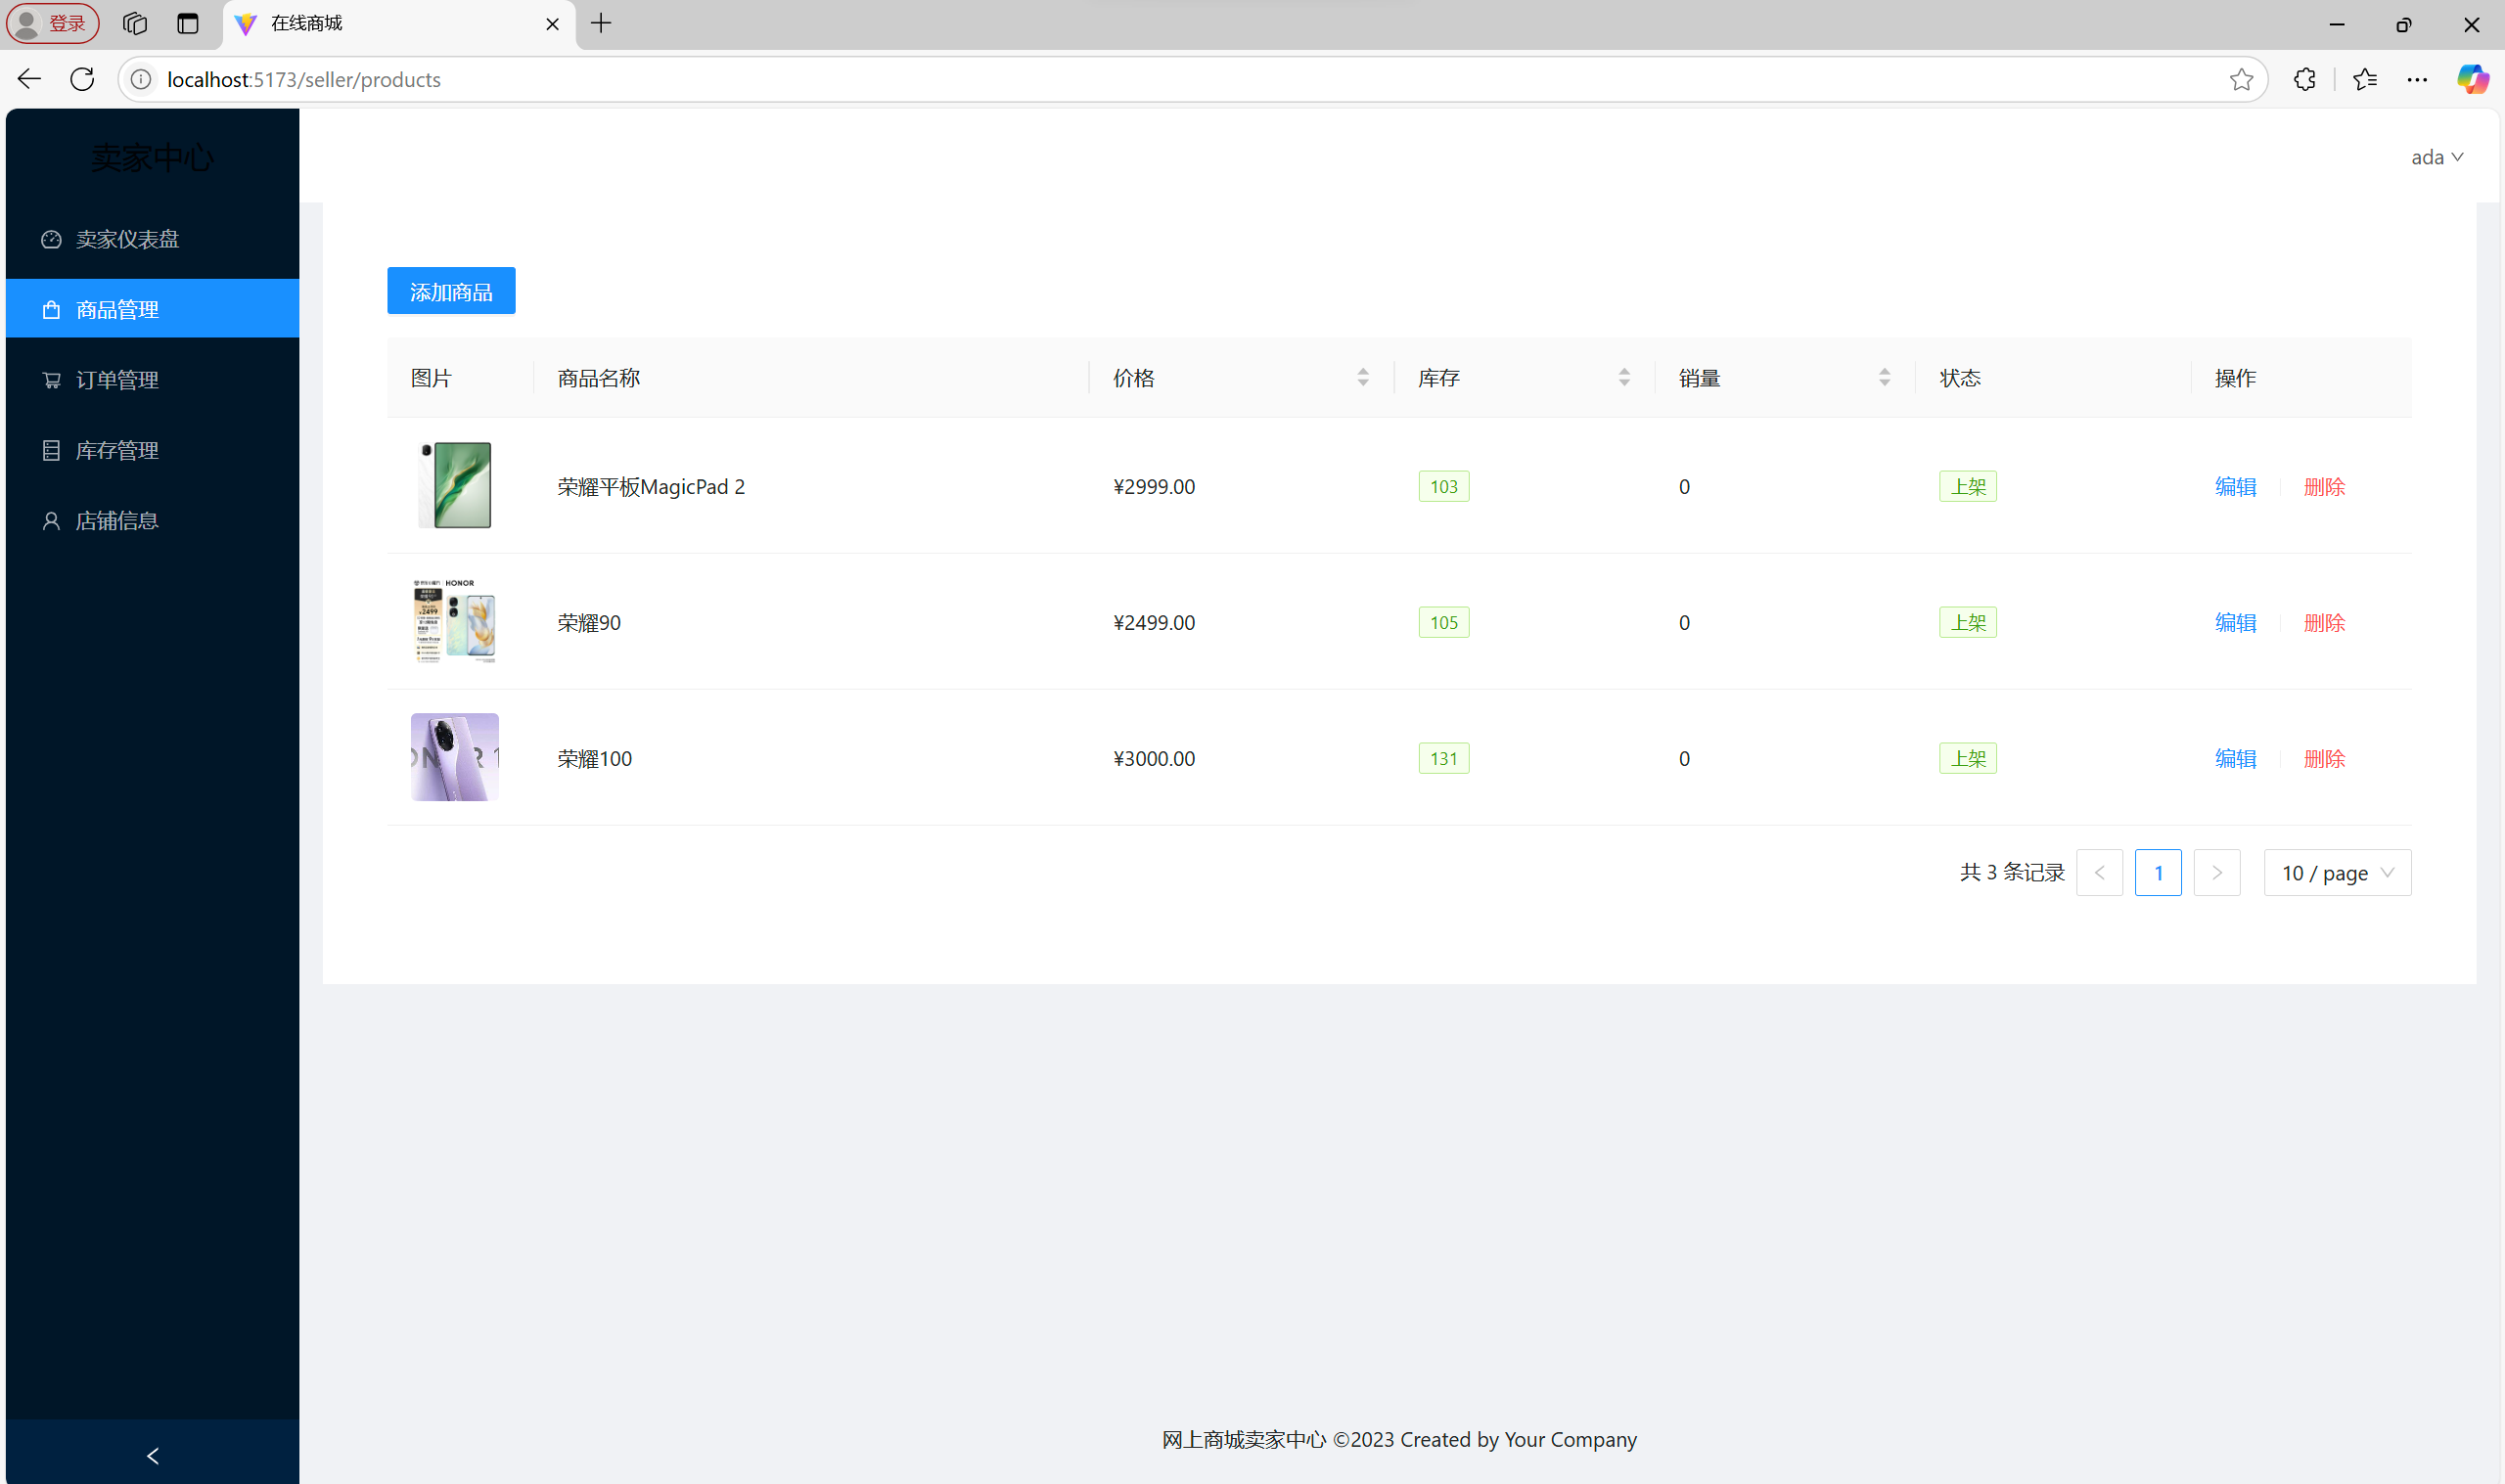 登录
在线商城
localhost:5173/seller/products
卖家中心
ada
卖家仪表盘
商品管理
订单管理
库存管理
店铺信息
添加商品
图片 商品名称 价格 库存 销量 状态 操作
荣耀平板MagicPad 2 ¥2999.00 103 0 上架 编辑 删除
HONOR
2499
荣耀90 ¥2499.00 105 0 上架 编辑 删除
荣耀100 ¥3000.00 131 0 上架 编辑 删除
共 3 条记录 1 10 / page
网上商城卖家中心 ©2023 Created by Your Company